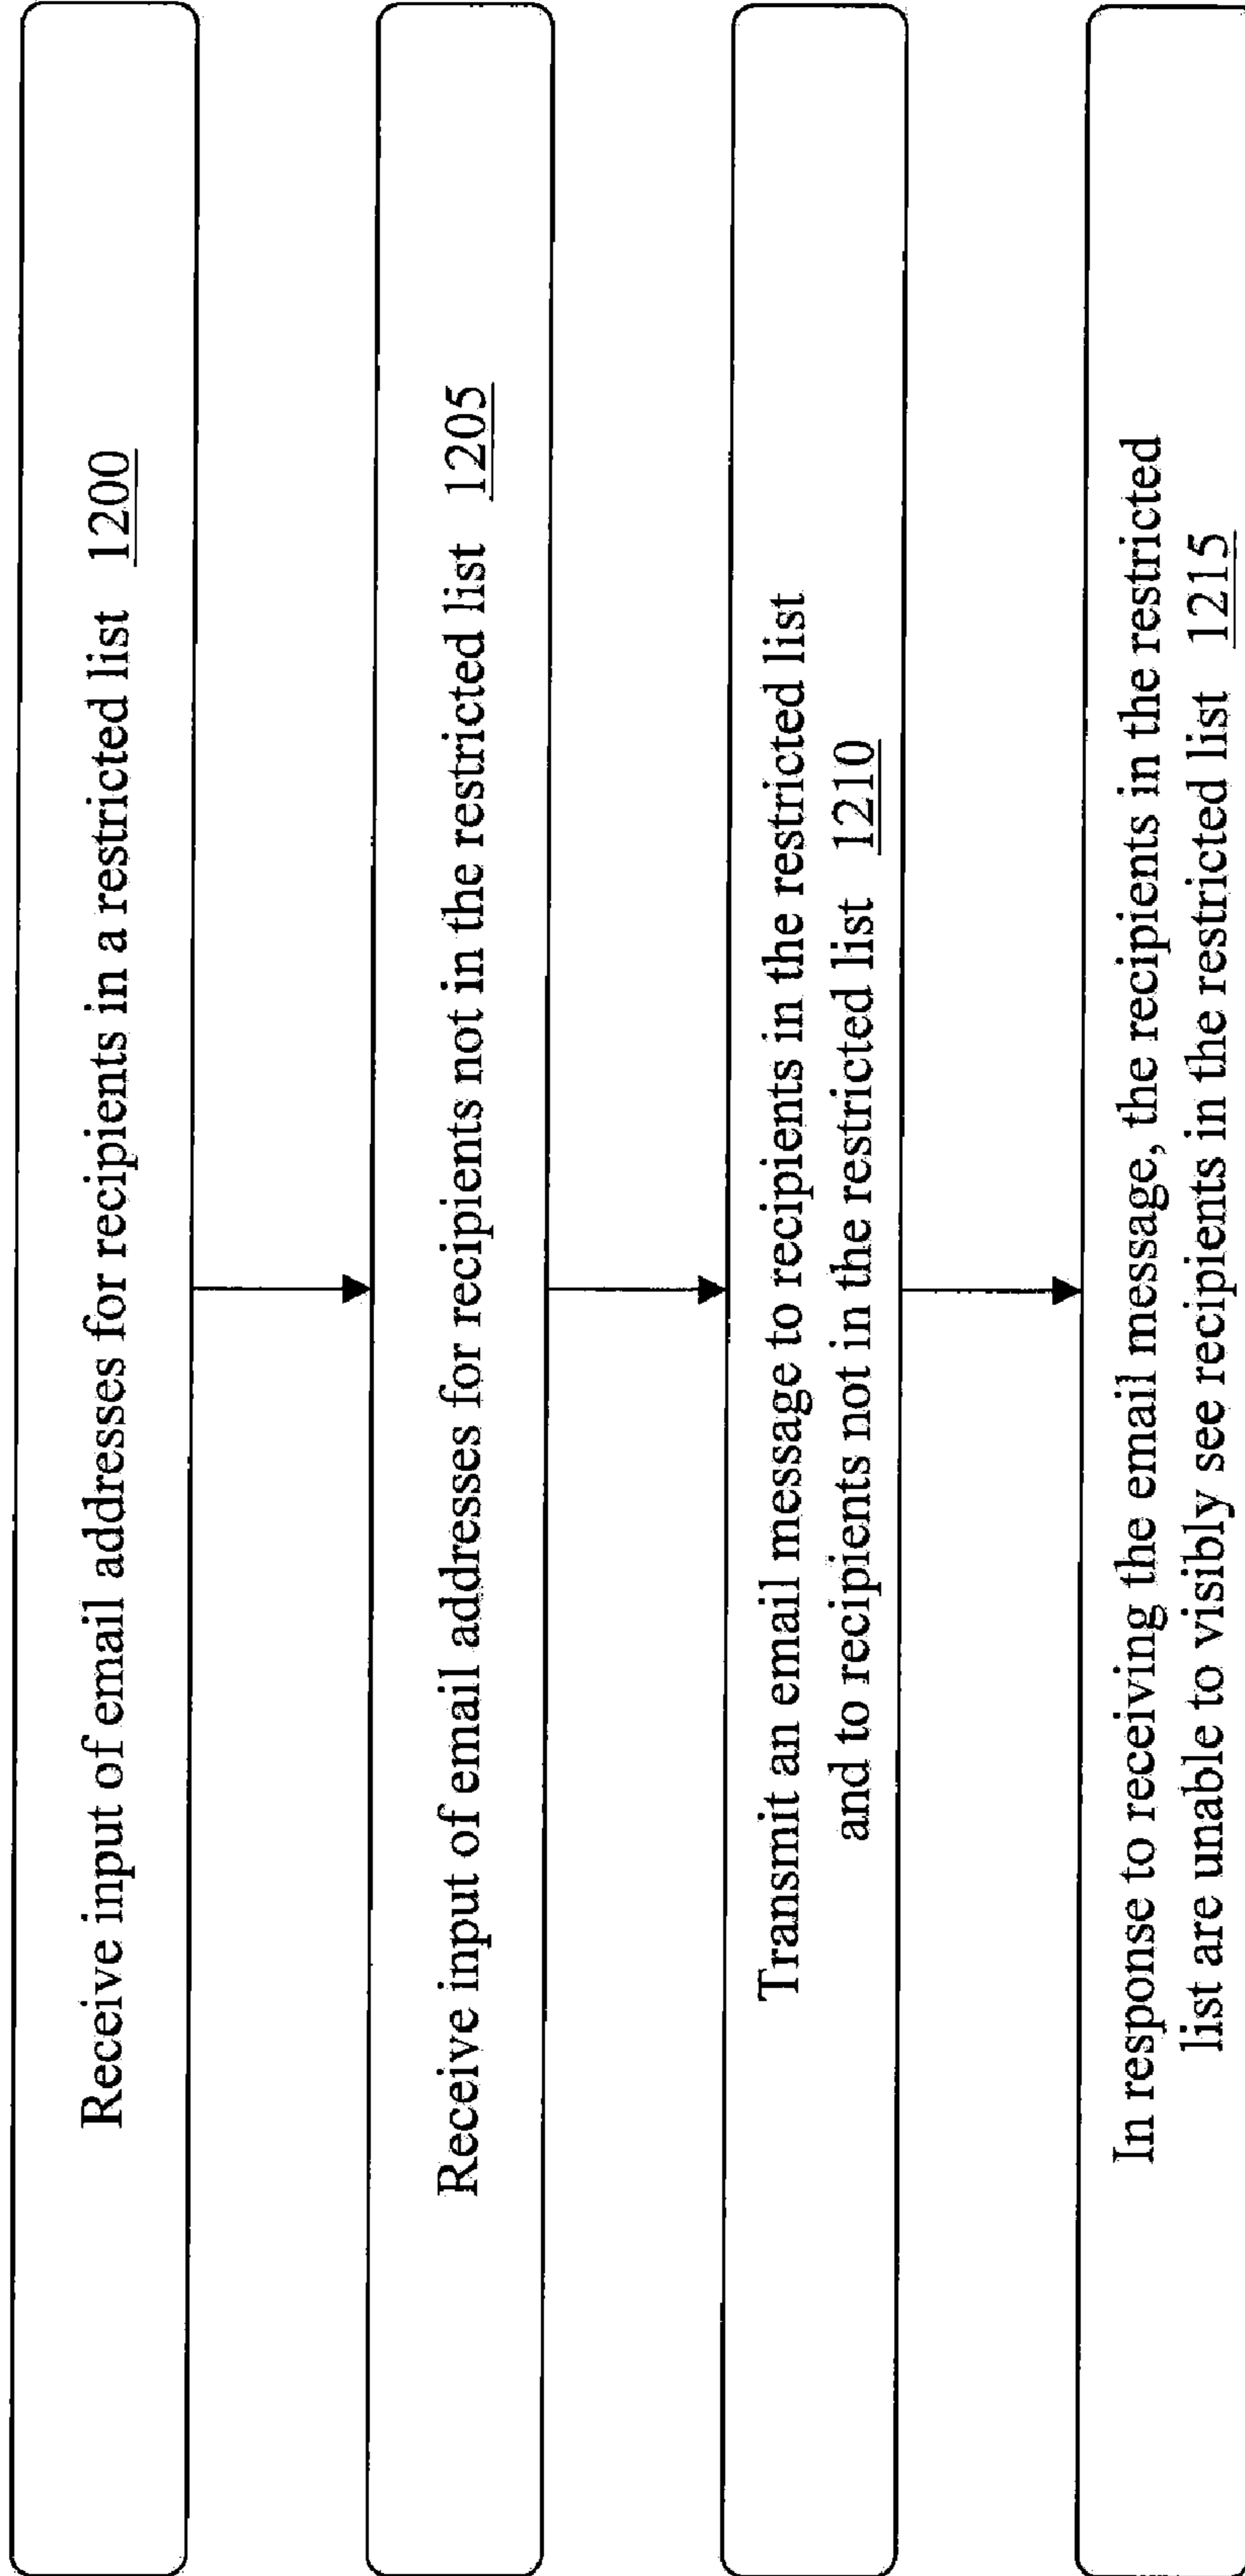 Receive input of email addresses for recipients in a restricted list 1200
Receive input of email addresses for recipients not in the restricted list 1205
Transmit an email message to recipients in the restricted list
and to recipients not in the restricted list 1210
In response to receiving the email message, the recipients in the restricted
list are unable to visibly see recipients in the restricted list 1215